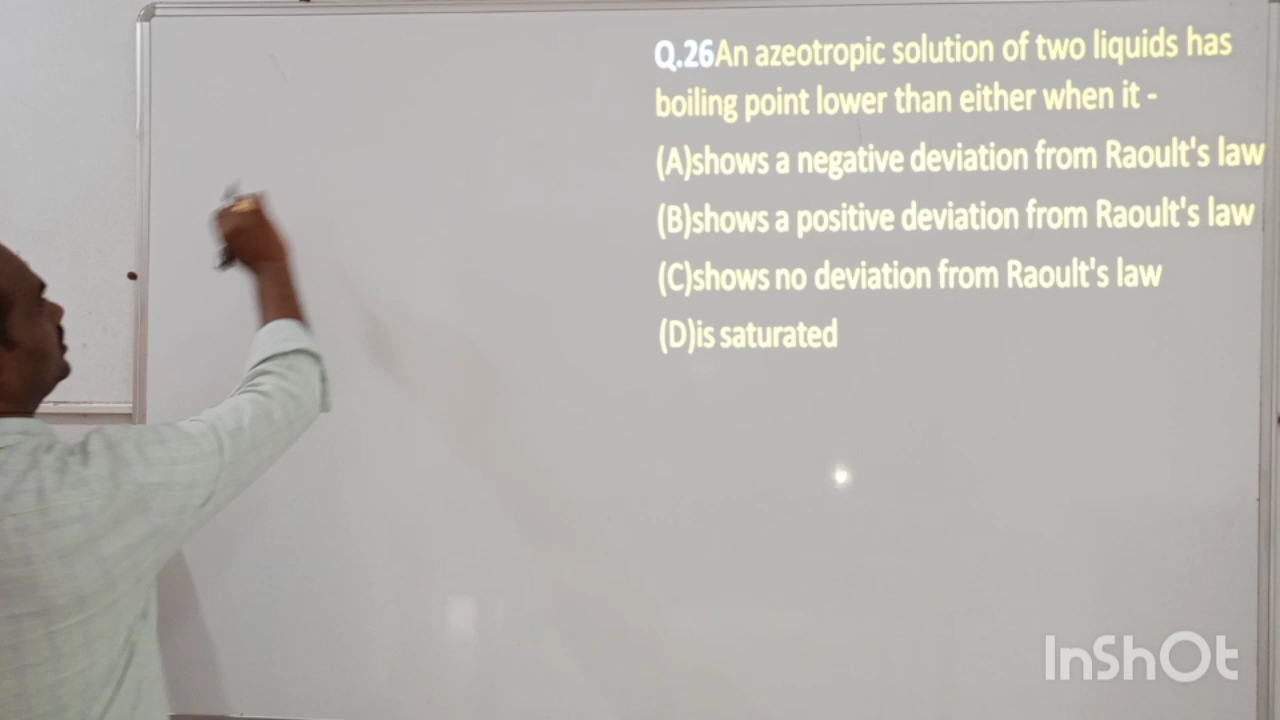 Q.26An azeotropic solution of two liquids has
boiling point lower than either when it -
(A)shows a negative deviation from Raoult's law
(B)shows a positive deviation from Raoult's law
(C)shows no deviation from Raoult's law
(D)is saturated
InShOt